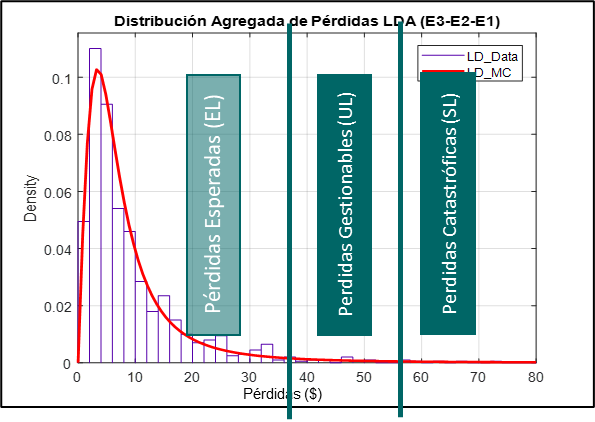 Distribución Agregada de Pérdidas LDA (E3-E2-E1)
LD_Data
LD_MC
Density
0.1
0.08
0.06
0.04
0.02
0
Pérdidas Esperadas (EL)
Perdidas Gestionables (UL)
Perdidas Catastróficas (SL)
0 10 20 30 40 50 60 70 80
Pérdidas ($)